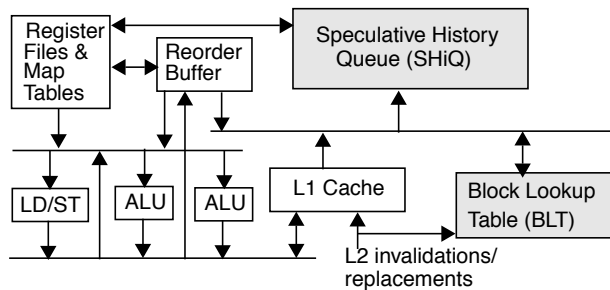 Register
Files &
Map
Tables
Reorder
Buffer
Speculative History
Queue (SHiQ)
LD/ST
ALU
ALU
L1 Cache
Block Lookup
Table (BLT)
L2 invalidations/
replacements